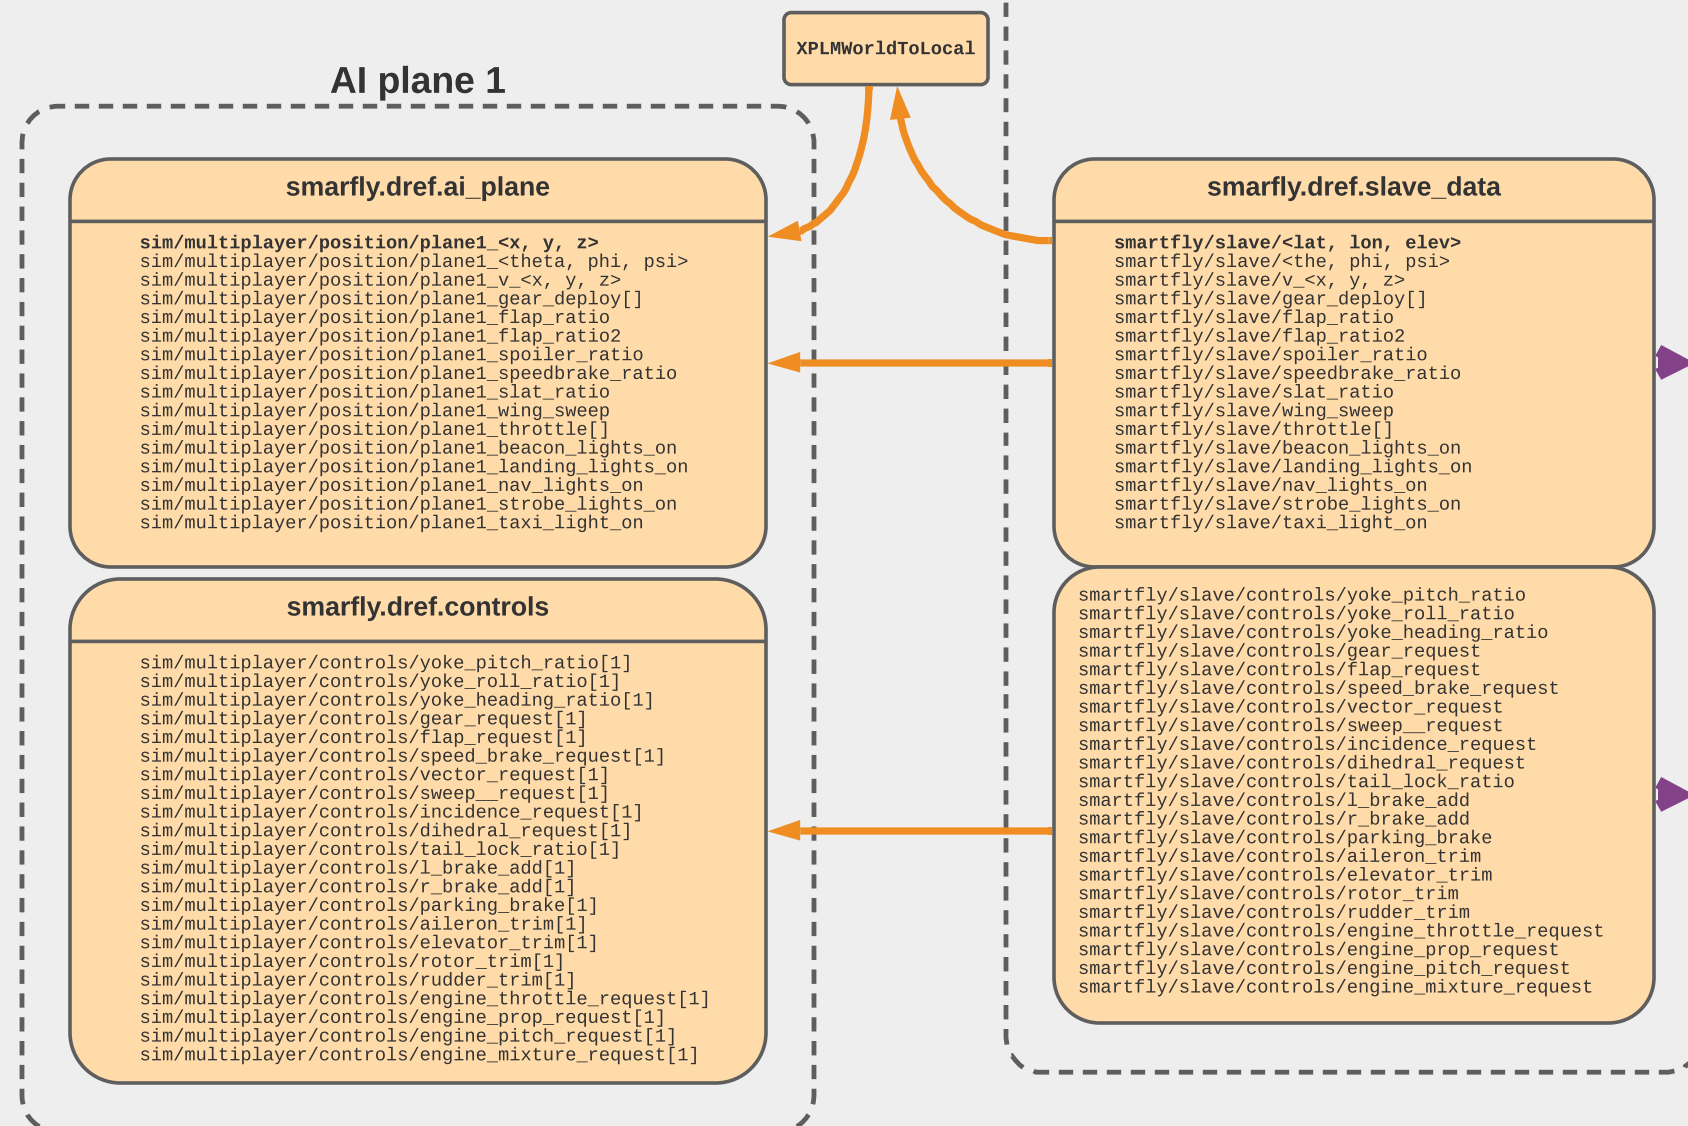 XPLMWorldToLocal
AI plane 1
smarfly.dref.ai_plane
sim/multiplayer/position/plane1_<x, y, z>
sim/multiplayer/position/plane1_<theta, phi, psi>
sim/multiplayer/position/plane1_v_<x, y, z>
sim/multiplayer/position/plane1_gear_deploy[]
sim/multiplayer/position/plane1_flap_ratio
sim/multiplayer/position/plane1_flap_ratio2
sim/multiplayer/position/plane1_spoiler_ratio
sim/multiplayer/position/plane1_speedbrake_ratio
sim/multiplayer/position/plane1_slat_ratio
sim/multiplayer/position/plane1_wing_sweep
sim/multiplayer/position/plane1_throttle[]
sim/multiplayer/position/plane1_beacon_lights_on
sim/multiplayer/position/plane1_landing_lights_on
sim/multiplayer/position/plane1_nav_lights_on
sim/multiplayer/position/plane1_strobe_lights_on
sim/multiplayer/position/plane1_taxi_light_on
smarfly.dref.controls
sim/multiplayer/controls/yoke_pitch_ratio[1]
sim/multiplayer/controls/yoke_roll_ratio[1]
sim/multiplayer/controls/yoke_heading_ratio[1]
sim/multiplayer/controls/gear_request[1]
sim/multiplayer/controls/flap_request[1]
sim/multiplayer/controls/speed_brake_request[1]
sim/multiplayer/controls/vector_request[1]
sim/multiplayer/controls/sweep__request[1]
sim/multiplayer/controls/incidence_request[1]
sim/multiplayer/controls/dihedral_request[1]
sim/multiplayer/controls/tail_lock_ratio[1]
sim/multiplayer/controls/l_brake_add[1]
sim/multiplayer/controls/r_brake_add[1]
sim/multiplayer/controls/parking_brake[1]
sim/multiplayer/controls/aileron_trim[1]
sim/multiplayer/controls/elevator_trim[1]
sim/multiplayer/controls/rotor_trim[1]
sim/multiplayer/controls/rudder_trim[1]
sim/multiplayer/controls/engine_throttle_request[1]
sim/multiplayer/controls/engine_prop_request[1]
sim/multiplayer/controls/engine_pitch_request[1]
sim/multiplayer/controls/engine_mixture_request[1]
smarfly.dref.slave_data
smartfly/slave/<lat, lon, elev>
smartfly/slave/<the, phi, psi>
smartfly/slave/v_<x, y, z>
smartfly/slave/gear_deploy[]
smartfly/slave/flap_ratio
smartfly/slave/flap_ratio2
smartfly/slave/spoiler_ratio
smartfly/slave/speedbrake_ratio
smartfly/slave/slat_ratio
smartfly/slave/wing_sweep
smartfly/slave/throttle[]
smartfly/slave/beacon_lights_on
smartfly/slave/landing_lights_on
smartfly/slave/nav_lights_on
smartfly/slave/strobe_lights_on
smartfly/slave/taxi_light_on
smartfly/slave/controls/yoke_pitch_ratio
smartfly/slave/controls/yoke_roll_ratio
smartfly/slave/controls/yoke_heading_ratio
smartfly/slave/controls/gear_request
smartfly/slave/controls/flap_request
smartfly/slave/controls/speed_brake_request
smartfly/slave/controls/vector_request
smartfly/slave/controls/sweep__request
smartfly/slave/controls/incidence_request
smartfly/slave/controls/dihedral_request
smartfly/slave/controls/tail_lock_ratio
smartfly/slave/controls/l_brake_add
smartfly/slave/controls/r_brake_add
smartfly/slave/controls/parking_brake
smartfly/slave/controls/aileron_trim
smartfly/slave/controls/elevator_trim
smartfly/slave/controls/rotor_trim
smartfly/slave/controls/rudder_trim
smartfly/slave/controls/engine_throttle_request
smartfly/slave/controls/engine_prop_request
smartfly/slave/controls/engine_pitch_request
smartfly/slave/controls/engine_mixture_request